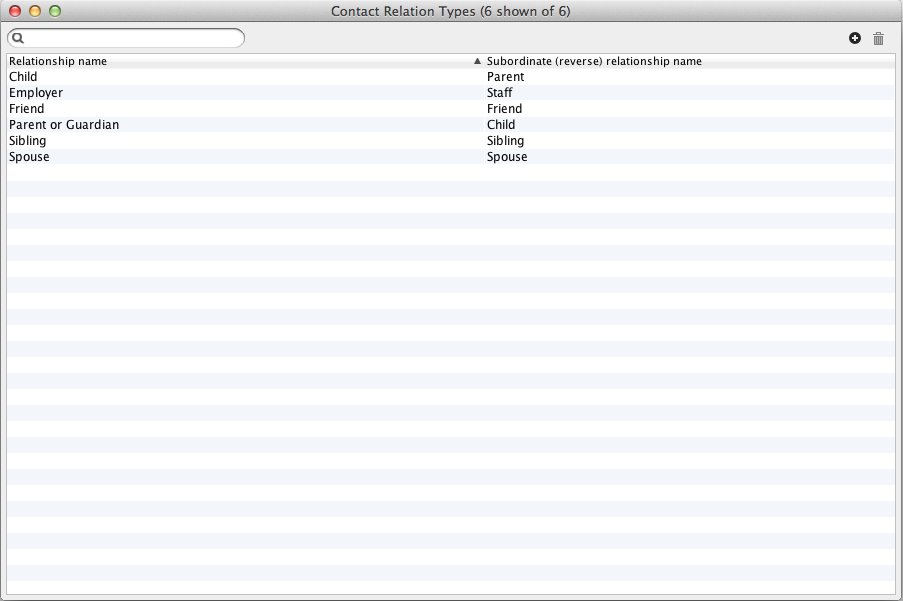 Contact Relation Types (6 shown of 6)
Relationship name ▲ Subordinate (reverse) relationship name
Child Parent
Employer Staff
Friend Friend
Parent or Guardian Child
Sibling Sibling
Spouse Spouse